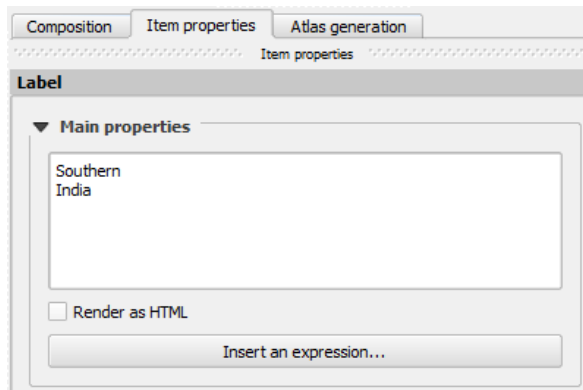 Composition Item properties Atlas generation
Item properties
Label
Main properties
Southern
India
Render as HTML
Insert an expression...